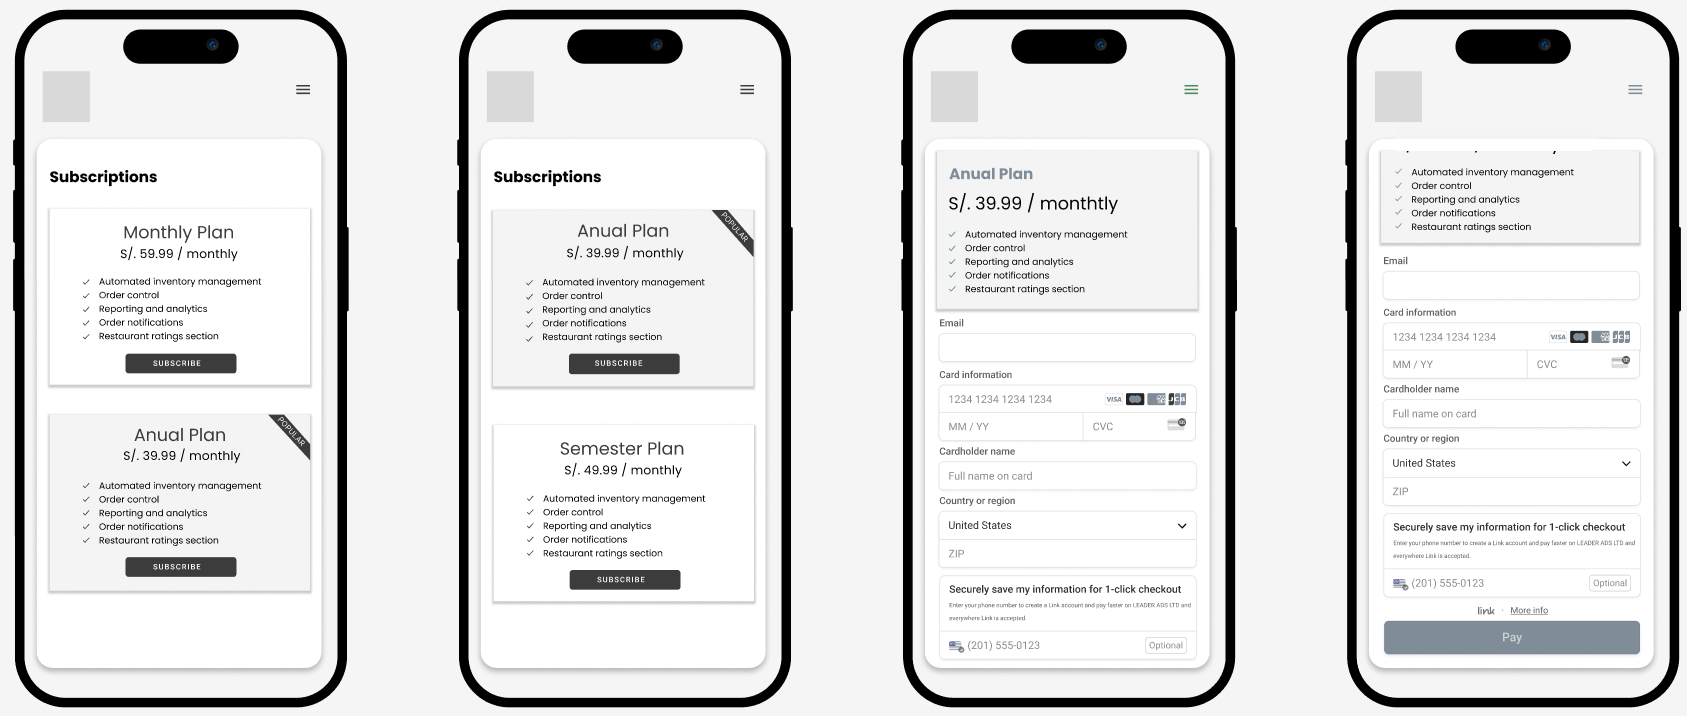 Subscriptions
Monthly Plan
S/. 59.99 / monthly
Automated inventory management
Order control
Reporting and analytics
Order notifications
Restaurant ratings section
SUBSCRIBE
POPULAR
Anual Plan
S/. 39.99 / monthly
Automated inventory management
Order control
Reporting and analytics
Order notifications
Restaurant ratings section
SUBSCRIBE
Subscriptions
POPULAR
Anual Plan
S/. 39.99 / monthly
Automated inventory management
Order control
Reporting and analytics
Order notifications
Restaurant ratings section
SUBSCRIBE
Semester Plan
S/. 49.99 / monthly
Automated inventory management
Order control
Reporting and analytics
Order notifications
Restaurant ratings section
SUBSCRIBE
Anual Plan
S/. 39.99 / monthtly
Automated inventory management
Order control
Reporting and analytics
Order notifications
Restaurant ratings section
Email
Card information
1234 1234 1234 1234 VISA JCB
MM / YY CVC
Cardholder name
Full name on card
Country or region
United States
ZIP
Securely save my information for 1-click checkout
Enter your phone number to create a Link account and pay faster on LEADER ADS LTD and
everywhere Link is accepted.
(201) 555-0123 Optional
Automated inventory management
Order control
Reporting and analytics
Order notifications
Restaurant ratings section
Email
Card information
1234 1234 1234 1234 VISA JCB
MM / YY CVC
Cardholder name
Full name on card
Country or region
United States
ZIP
Securely save my information for 1-click checkout
Enter your phone number to create a Link account and pay faster on LEADER ADS LTD and
everywhere Link is accepted.
(201) 555-0123 Optional
link · More info
Pay